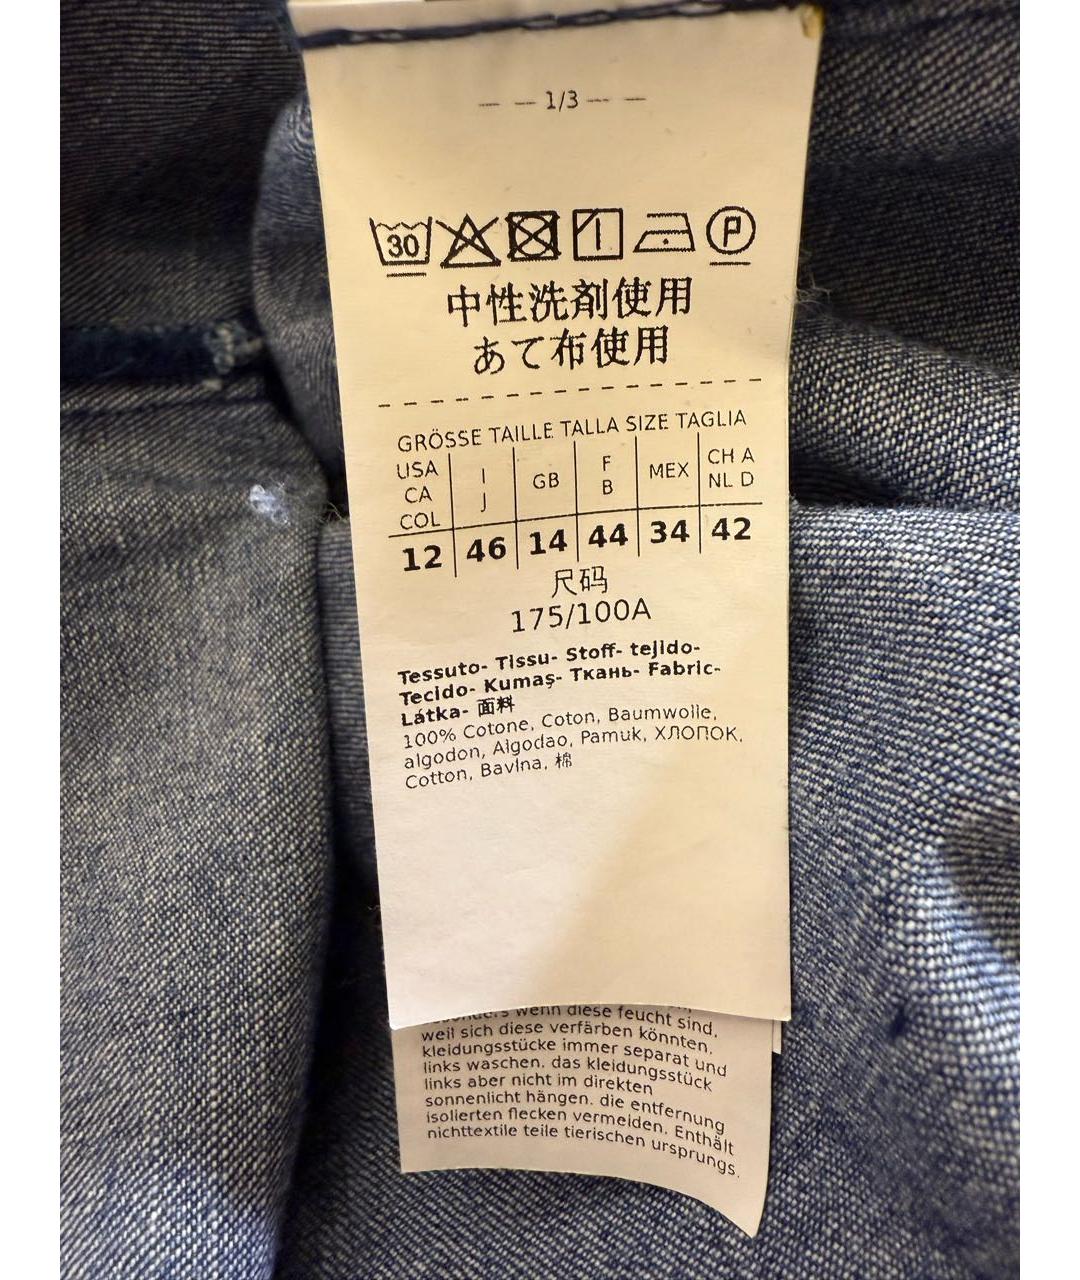 1/3
30 P
中性洗剤使用
あて布使用
GRÖSSE TAILLE TALLA SIZE TAGLIA
USA CA COL I J GB F B MEX CH A NL D
12 46 14 44 34 42
尺码
175/100A
Tessuto- Tissu- Stoff- tejido-
Tecido- Kumaş- Ткань- Fabric-
Látka- 面料
100% Cotone, Coton, Baumwolle,
algodon, Algodao, Pamuk, ХЛОПОК,
Cotton, Bavlna, 棉
wenn diese feucht sind,
weil sich diese verfärben könnten.
kleidungsstücke immer separat und
links waschen. das kleidungsstück
links aber nicht im direkten
sonnenlicht hängen. die entfernung
isolierten flecken vermeiden. Enthält
nichttextile teile tierischen ursprungs.